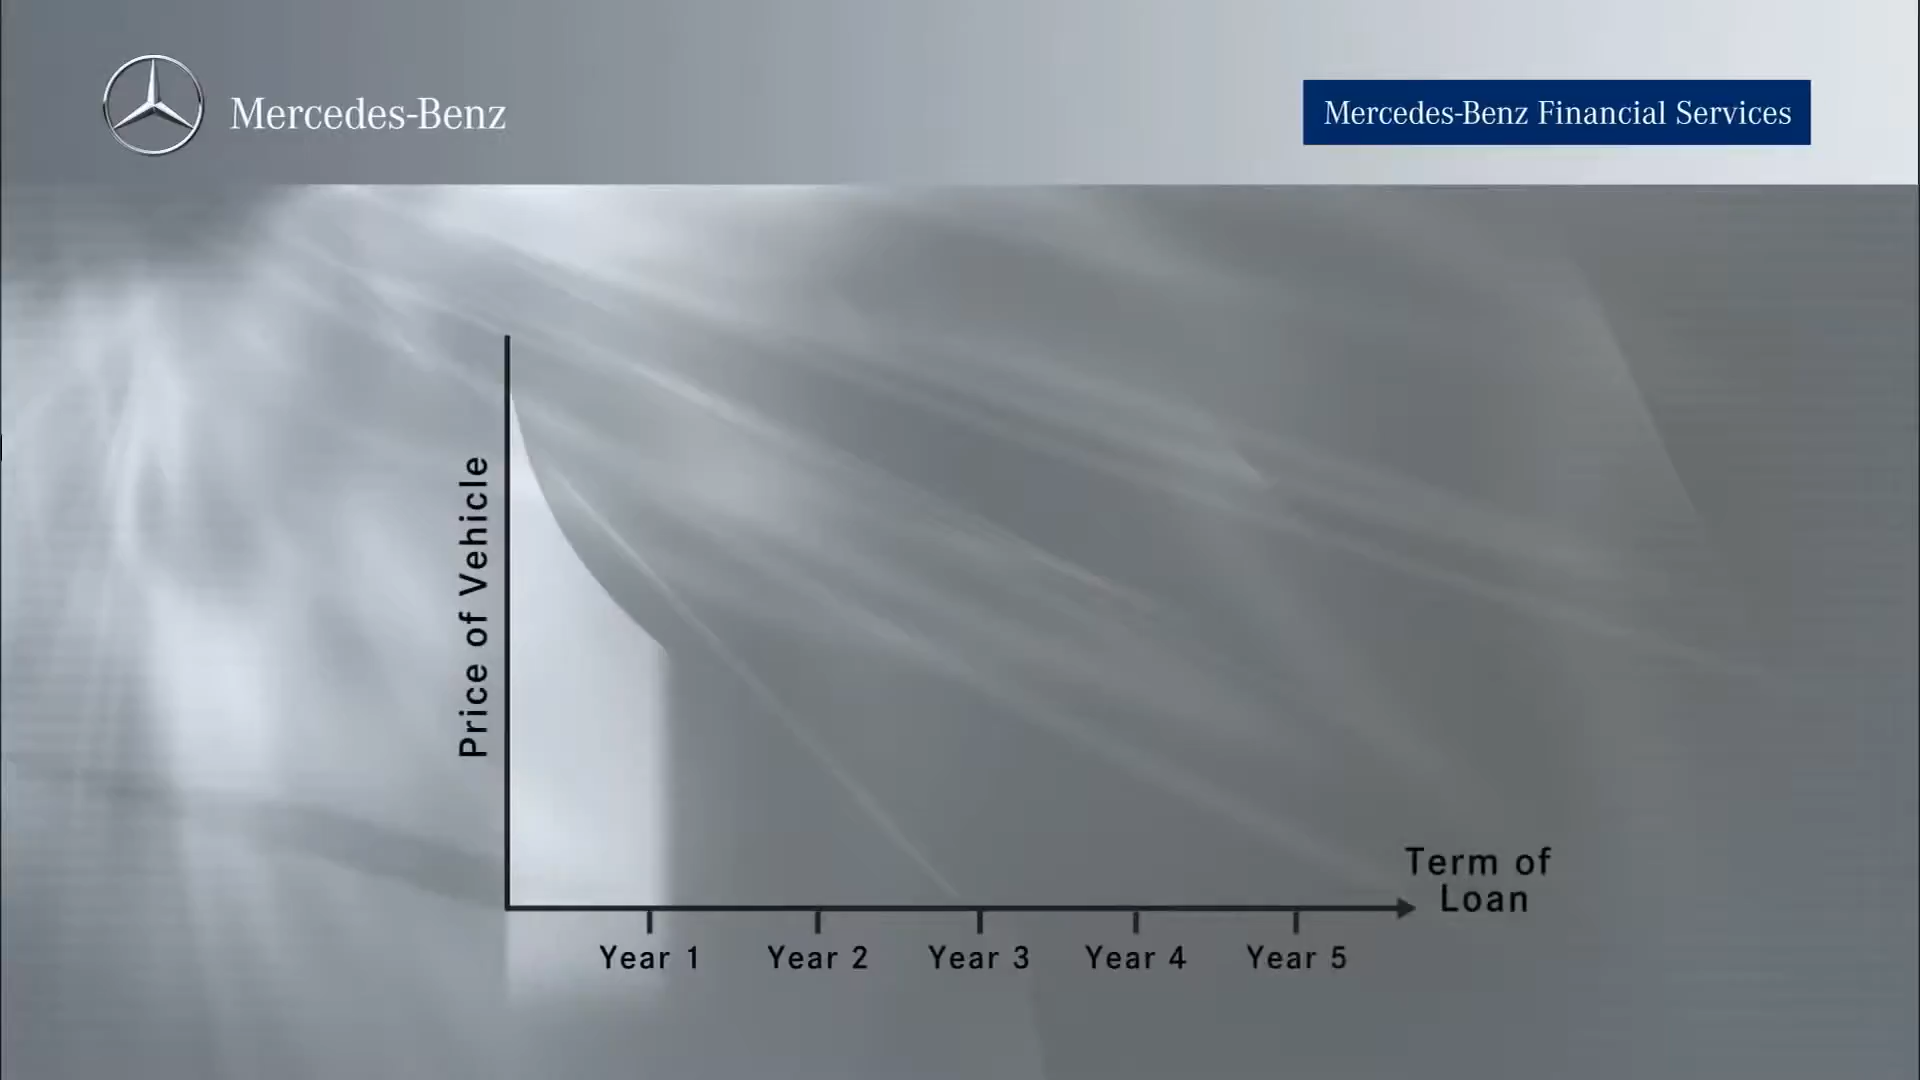 Mercedes-Benz
Mercedes-Benz Financial Services
Price of Vehicle
Term of
Loan
Year 1
Year 2
Year 3
Year 4
Year 5